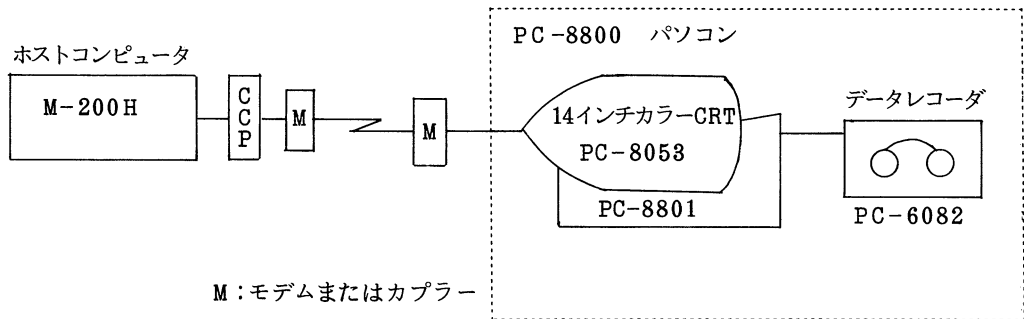 PC-8800 パソコン
ホストコンピュータ
M-200H
CCP
M
M
14インチカラーCRT
PC-8053
PC-8801
データレコーダ
PC-6082
M:モデムまたはカプラー